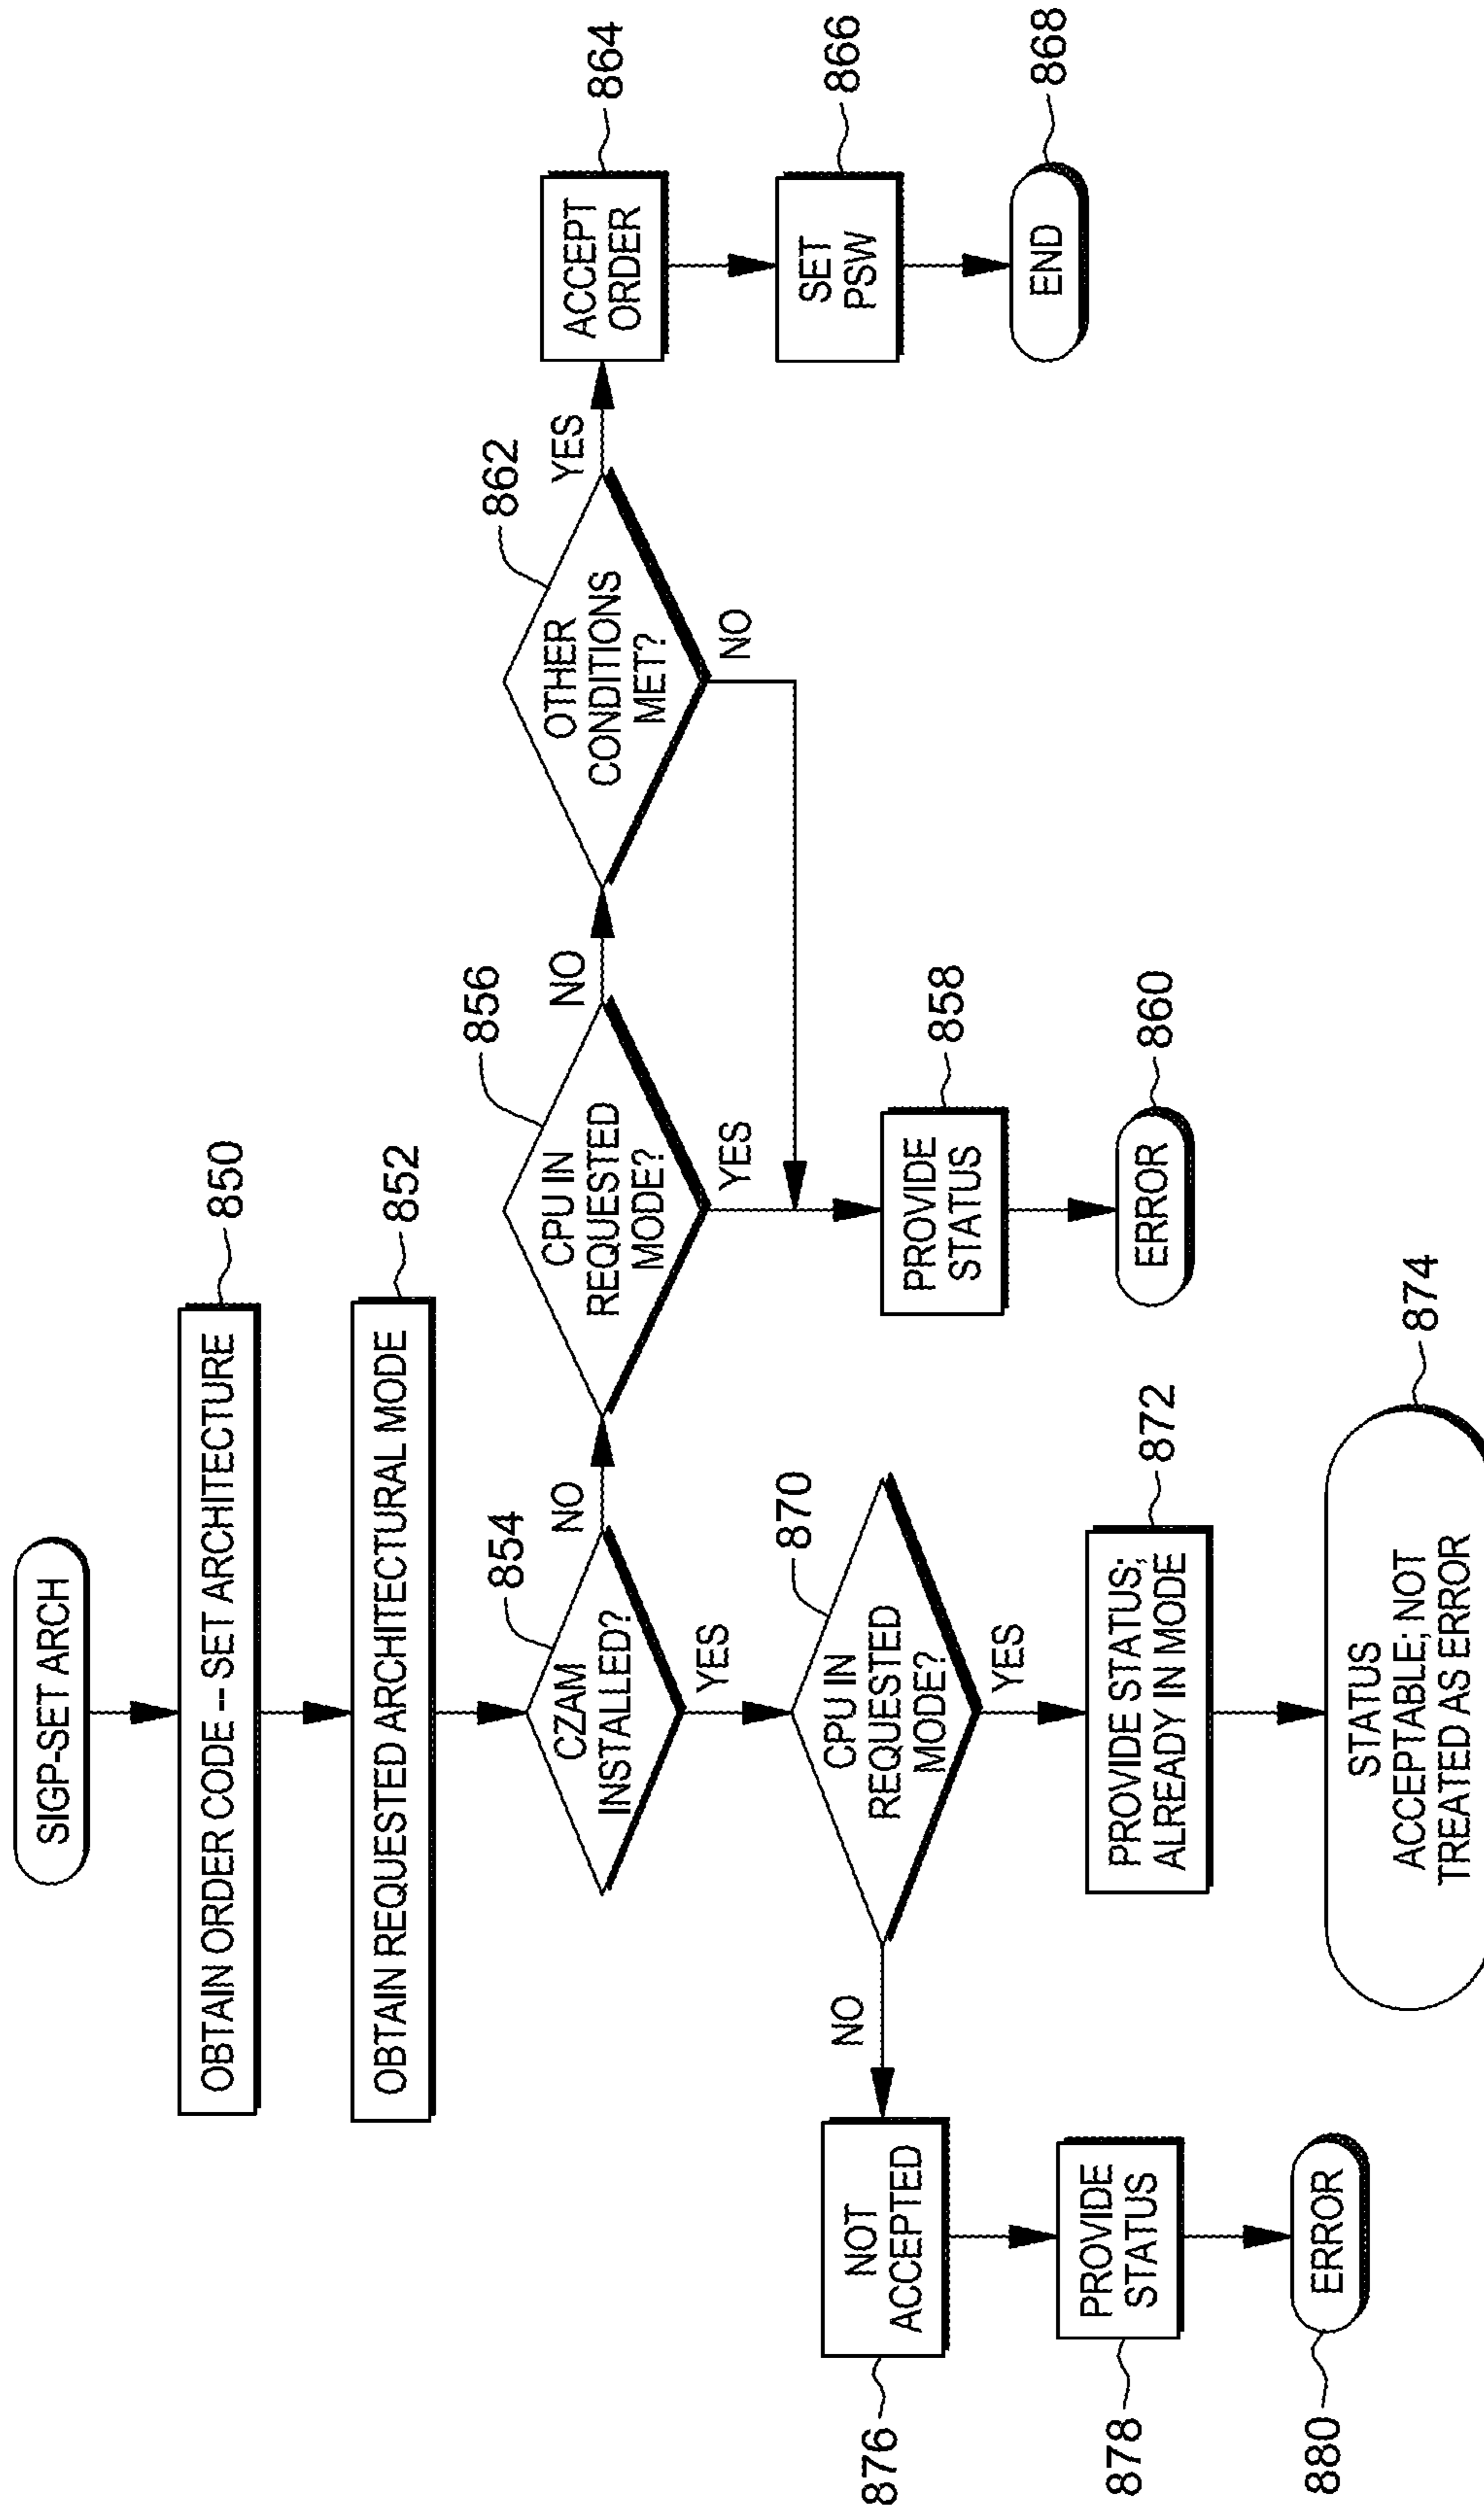 SIGP-SET ARCH
OBTAIN ORDER CODE -- SET ARCHITECTURE
850
OBTAIN REQUESTED ARCHITECTURAL MODE
852
CZAM
INSTALLED?
854
NO
YES
CPU IN
REQUESTED
MODE?
856
NO
YES
OTHER
CONDITIONS
MET?
862
YES
NO
ACCEPT
ORDER
864
SET
PSW
866
END
868
PROVIDE
STATUS
858
ERROR
860
CPU IN
REQUESTED
MODE?
870
NO
YES
PROVIDE STATUS;
ALREADY IN MODE
872
STATUS
ACCEPTABLE; NOT
TREATED AS ERROR
874
NOT
ACCEPTED
876
PROVIDE
STATUS
878
ERROR
880